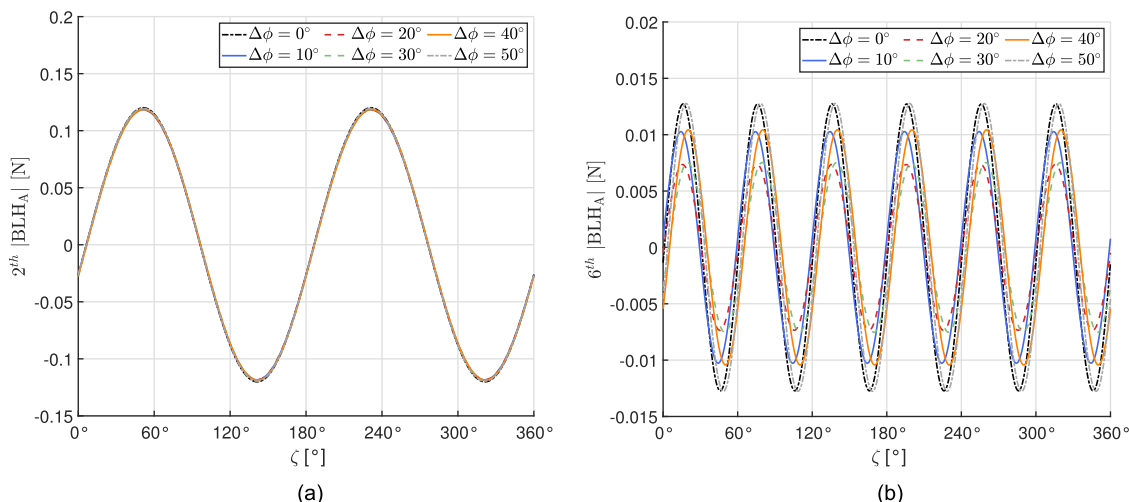 0.2
0.15
0.1
0.05
0
-0.05
-0.1
-0.15
2^{th} |BLH_A| [N]
Δϕ = 0° Δϕ = 20° Δϕ = 40°
Δϕ = 10° Δϕ = 30° Δϕ = 50°
0 60° 120° 180° 240° 300° 360°
ζ [°]
(a)
0.02
0.015
0.01
0.005
0
-0.005
-0.01
-0.015
6^{th} |BLH_A| [N]
Δϕ = 0° Δϕ = 20° Δϕ = 40°
Δϕ = 10° Δϕ = 30° Δϕ = 50°
0 60° 120° 180° 240° 300° 360°
ζ [°]
(b)